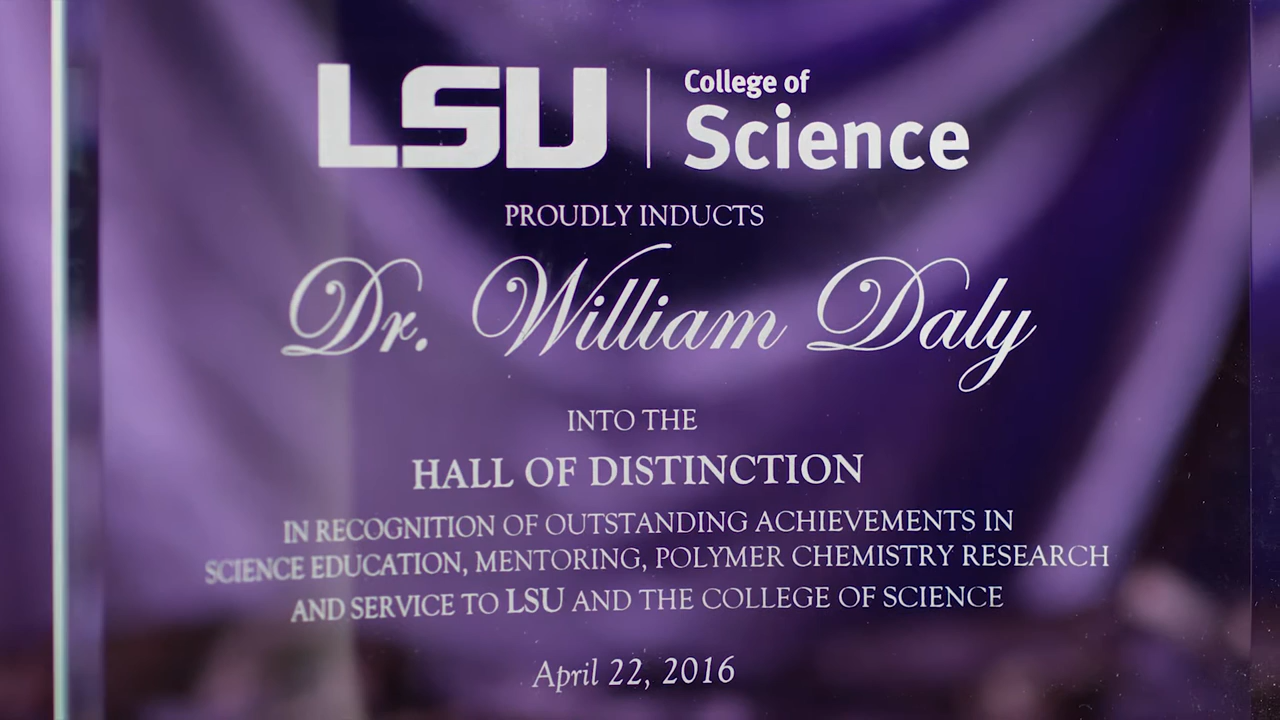 LSU
College of
Science
PROUDLY INDUCTS
Dr. William Daly
INTO THE
HALL OF DISTINCTION
IN RECOGNITION OF OUTSTANDING ACHIEVEMENTS IN
SCIENCE EDUCATION, MENTORING, POLYMER CHEMISTRY RESEARCH
AND SERVICE TO LSU AND THE COLLEGE OF SCIENCE
April 22, 2016